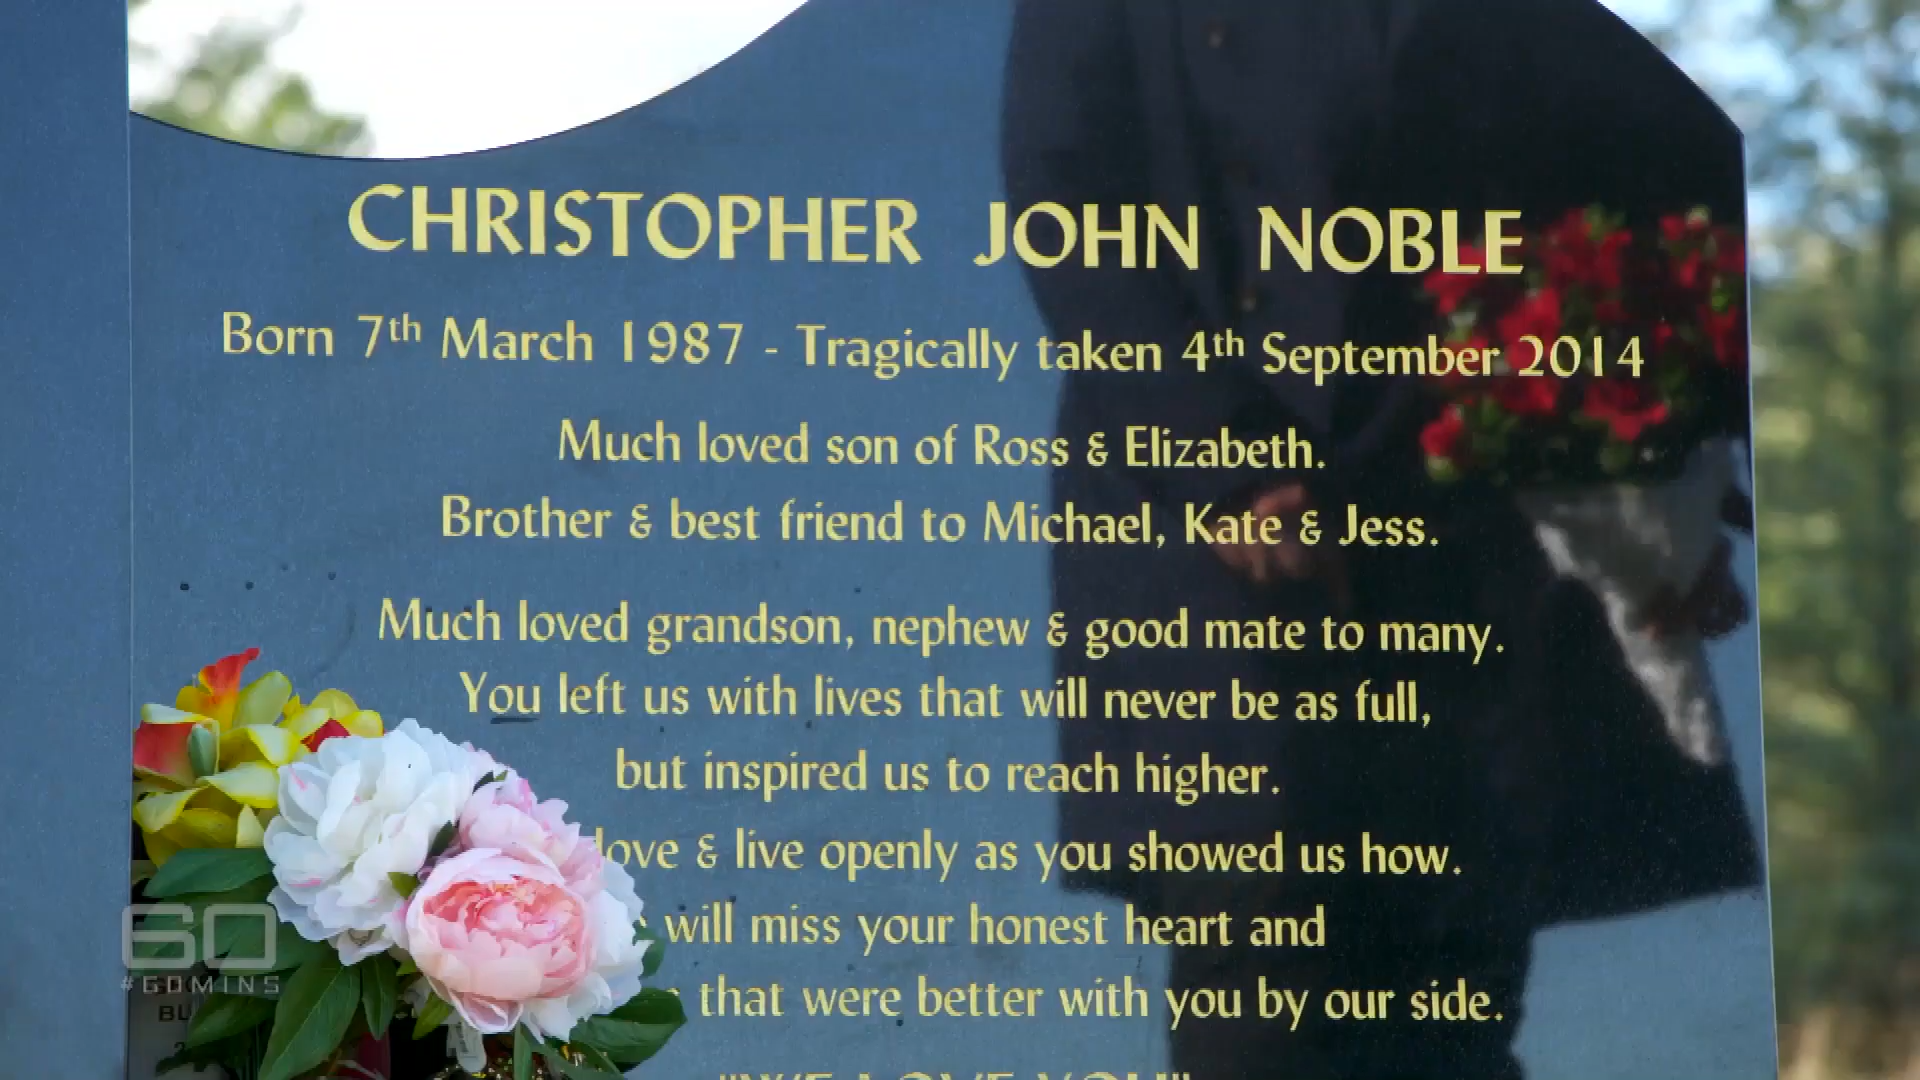 CHRISTOPHER JOHN NOBLE
Born 7th March 1987 - Tragically taken 4th September 2014
Much loved son of Ross & Elizabeth.
Brother & best friend to Michael, Kate & Jess.
Much loved grandson, nephew & good mate to many.
You left us with lives that will never be as full,
but inspired us to reach higher.
love & live openly as you showed us how.
will miss your honest heart and
that were better with you by our side.
"WE LOVE YOU"
60
#60MINS